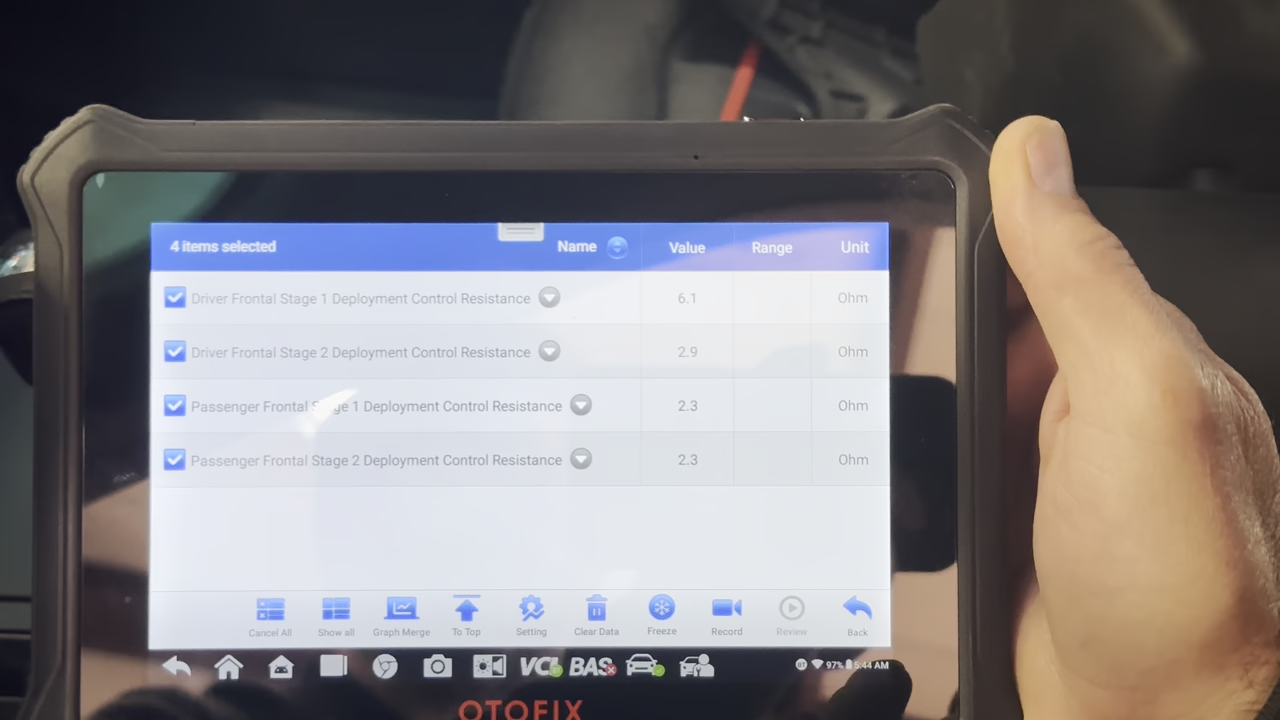 4 items selected Name Value Range Unit
Driver Frontal Stage 1 Deployment Control Resistance 6.1 Ohm
Driver Frontal Stage 2 Deployment Control Resistance 2.9 Ohm
Passenger Frontal Stage 1 Deployment Control Resistance 2.3 Ohm
Passenger Frontal Stage 2 Deployment Control Resistance 2.3 Ohm
Cancel All Show all Graph Merge To Top Setting Clear Data Freeze Record Review Back
VCI BAS BT 97% 5:44 AM
OTOFIX